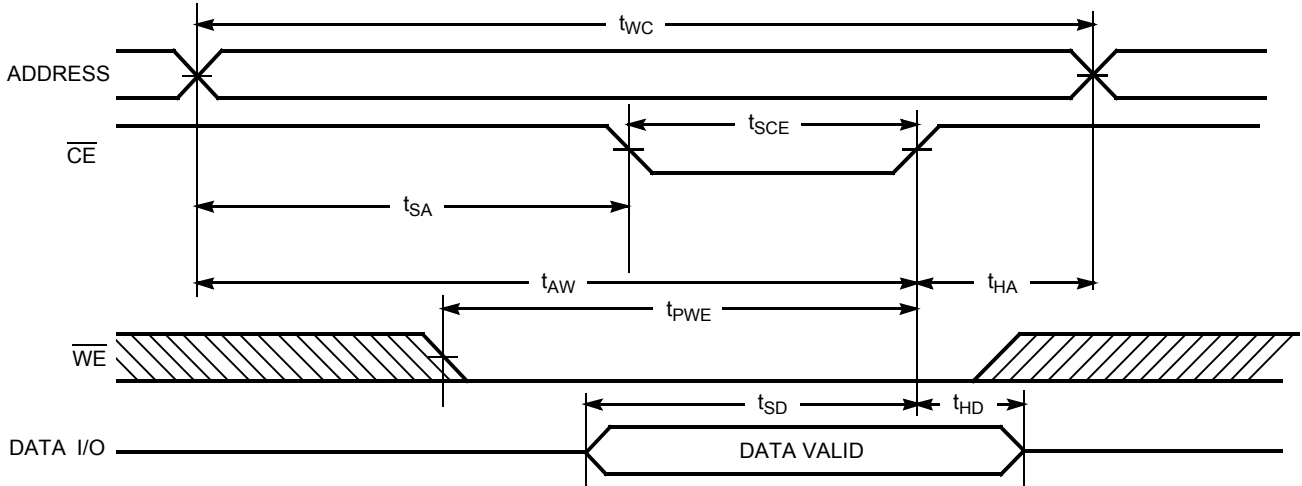 tWC
ADDRESS
tSCE
CE
tSA
tAW
tHA
tPWE
WE
tSD
tHD
DATA I/O
DATA VALID